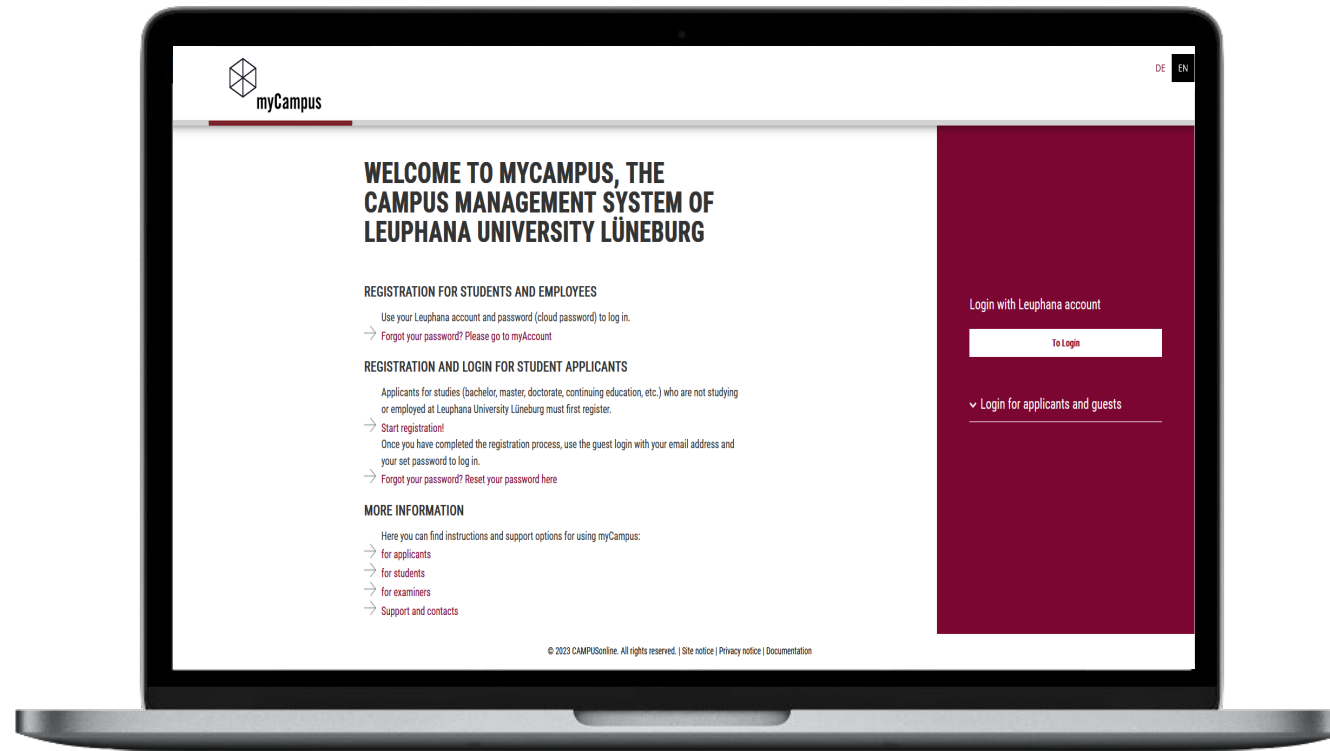 myCampus
DE EN
WELCOME TO MYCAMPUS, THE
CAMPUS MANAGEMENT SYSTEM OF
LEUPHANA UNIVERSITY LÜNEBURG
REGISTRATION FOR STUDENTS AND EMPLOYEES
Use your Leuphana account and password (cloud password) to log in.
Forgot your password? Please go to myAccount
REGISTRATION AND LOGIN FOR STUDENT APPLICANTS
Applicants for studies (bachelor, master, doctorate, continuing education, etc.) who are not studying
or employed at Leuphana University Lüneburg must first register.
Start registration!
Once you have completed the registration process, use the guest login with your email address and
your set password to log in.
Forgot your password? Reset your password here
MORE INFORMATION
Here you can find instructions and support options for using myCampus:
for applicants
for students
for examiners
Support and contacts
Login with Leuphana account
To Login
Login for applicants and guests
© 2023 CAMPUSonline. All rights reserved. | Site notice | Privacy notice | Documentation